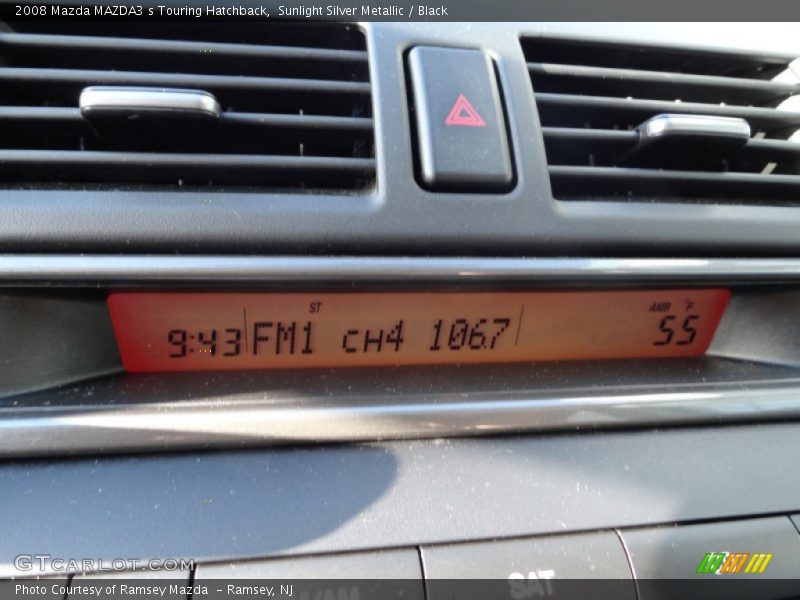 2008 Mazda MAZDA3 s Touring Hatchback,  Sunlight Silver Metallic / Black
ST
AMB °F
9:43 FM1 CH4 106.7 55
GTCARLOT.COM
SAT
Photo Courtesy of Ramsey Mazda  - Ramsey, NJ